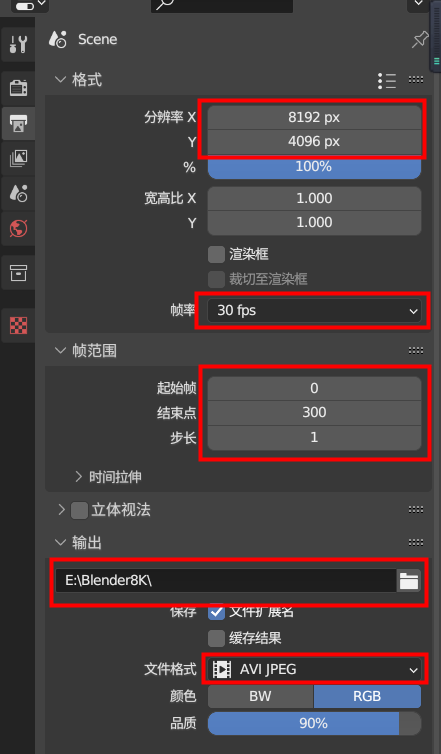 Scene
格式
分辨率 X 8192 px
Y 4096 px
% 100%
宽高比 X 1.000
Y 1.000
渲染框
裁切至渲染框
帧率 30 fps
帧范围
起始帧 0
结束点 300
步长 1
时间拉伸
立体视法
输出
E:\Blender8K\
保存 文件扩展名
缓存结果
文件格式 AVI JPEG
颜色 BW RGB
品质 90%